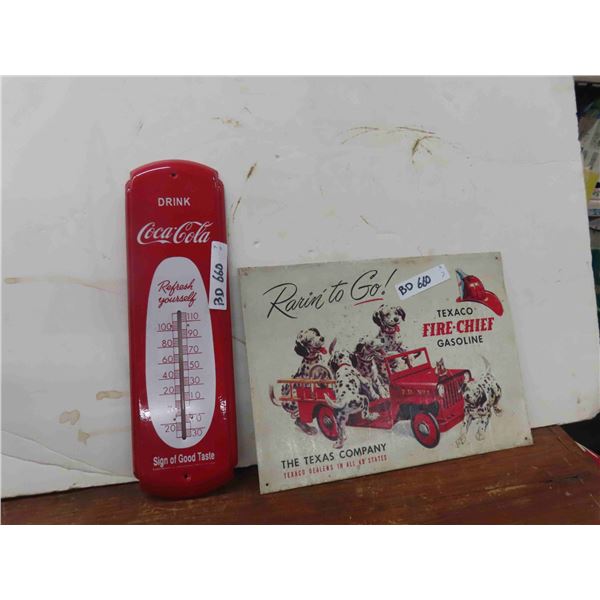 DRINK
Coca-Cola
BD 660
Refresh
yourself
110
100
90
80
70
60
50
40
30
20
10
0
20
30
Sign of Good Taste
Rarin' to Go!
BD 660
TEXACO
FIRE-CHIEF
GASOLINE
THE TEXAS COMPANY
TEXACO DEALERS IN ALL 48 STATES